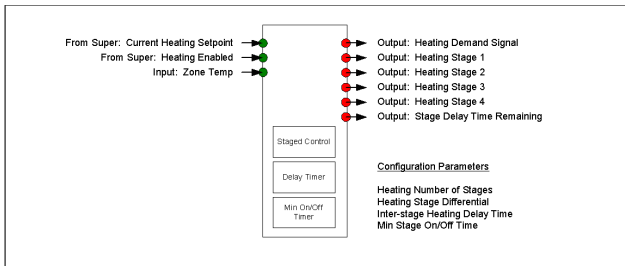 From Super: Current Heating Setpoint
From Super: Heating Enabled
Input: Zone Temp
Output: Heating Demand Signal
Output: Heating Stage 1
Output: Heating Stage 2
Output: Heating Stage 3
Output: Heating Stage 4
Output: Stage Delay Time Remaining
Staged Control
Delay Timer
Min On/Off
Timer
Configuration Parameters
Heating Number of Stages
Heating Stage Differential
Inter-stage Heating Delay Time
Min Stage On/Off Time